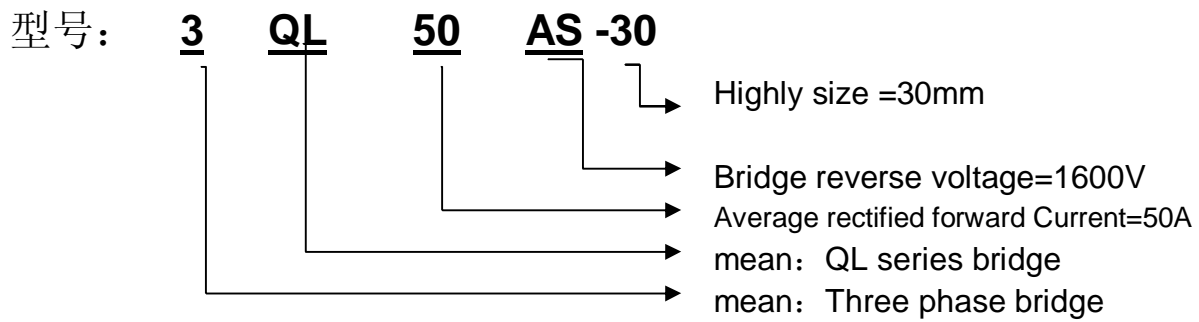 型号： 3 QL 50 AS -30
Highly size =30mm
Bridge reverse voltage=1600V
Average rectified forward Current=50A
mean：QL series bridge
mean：Three phase bridge